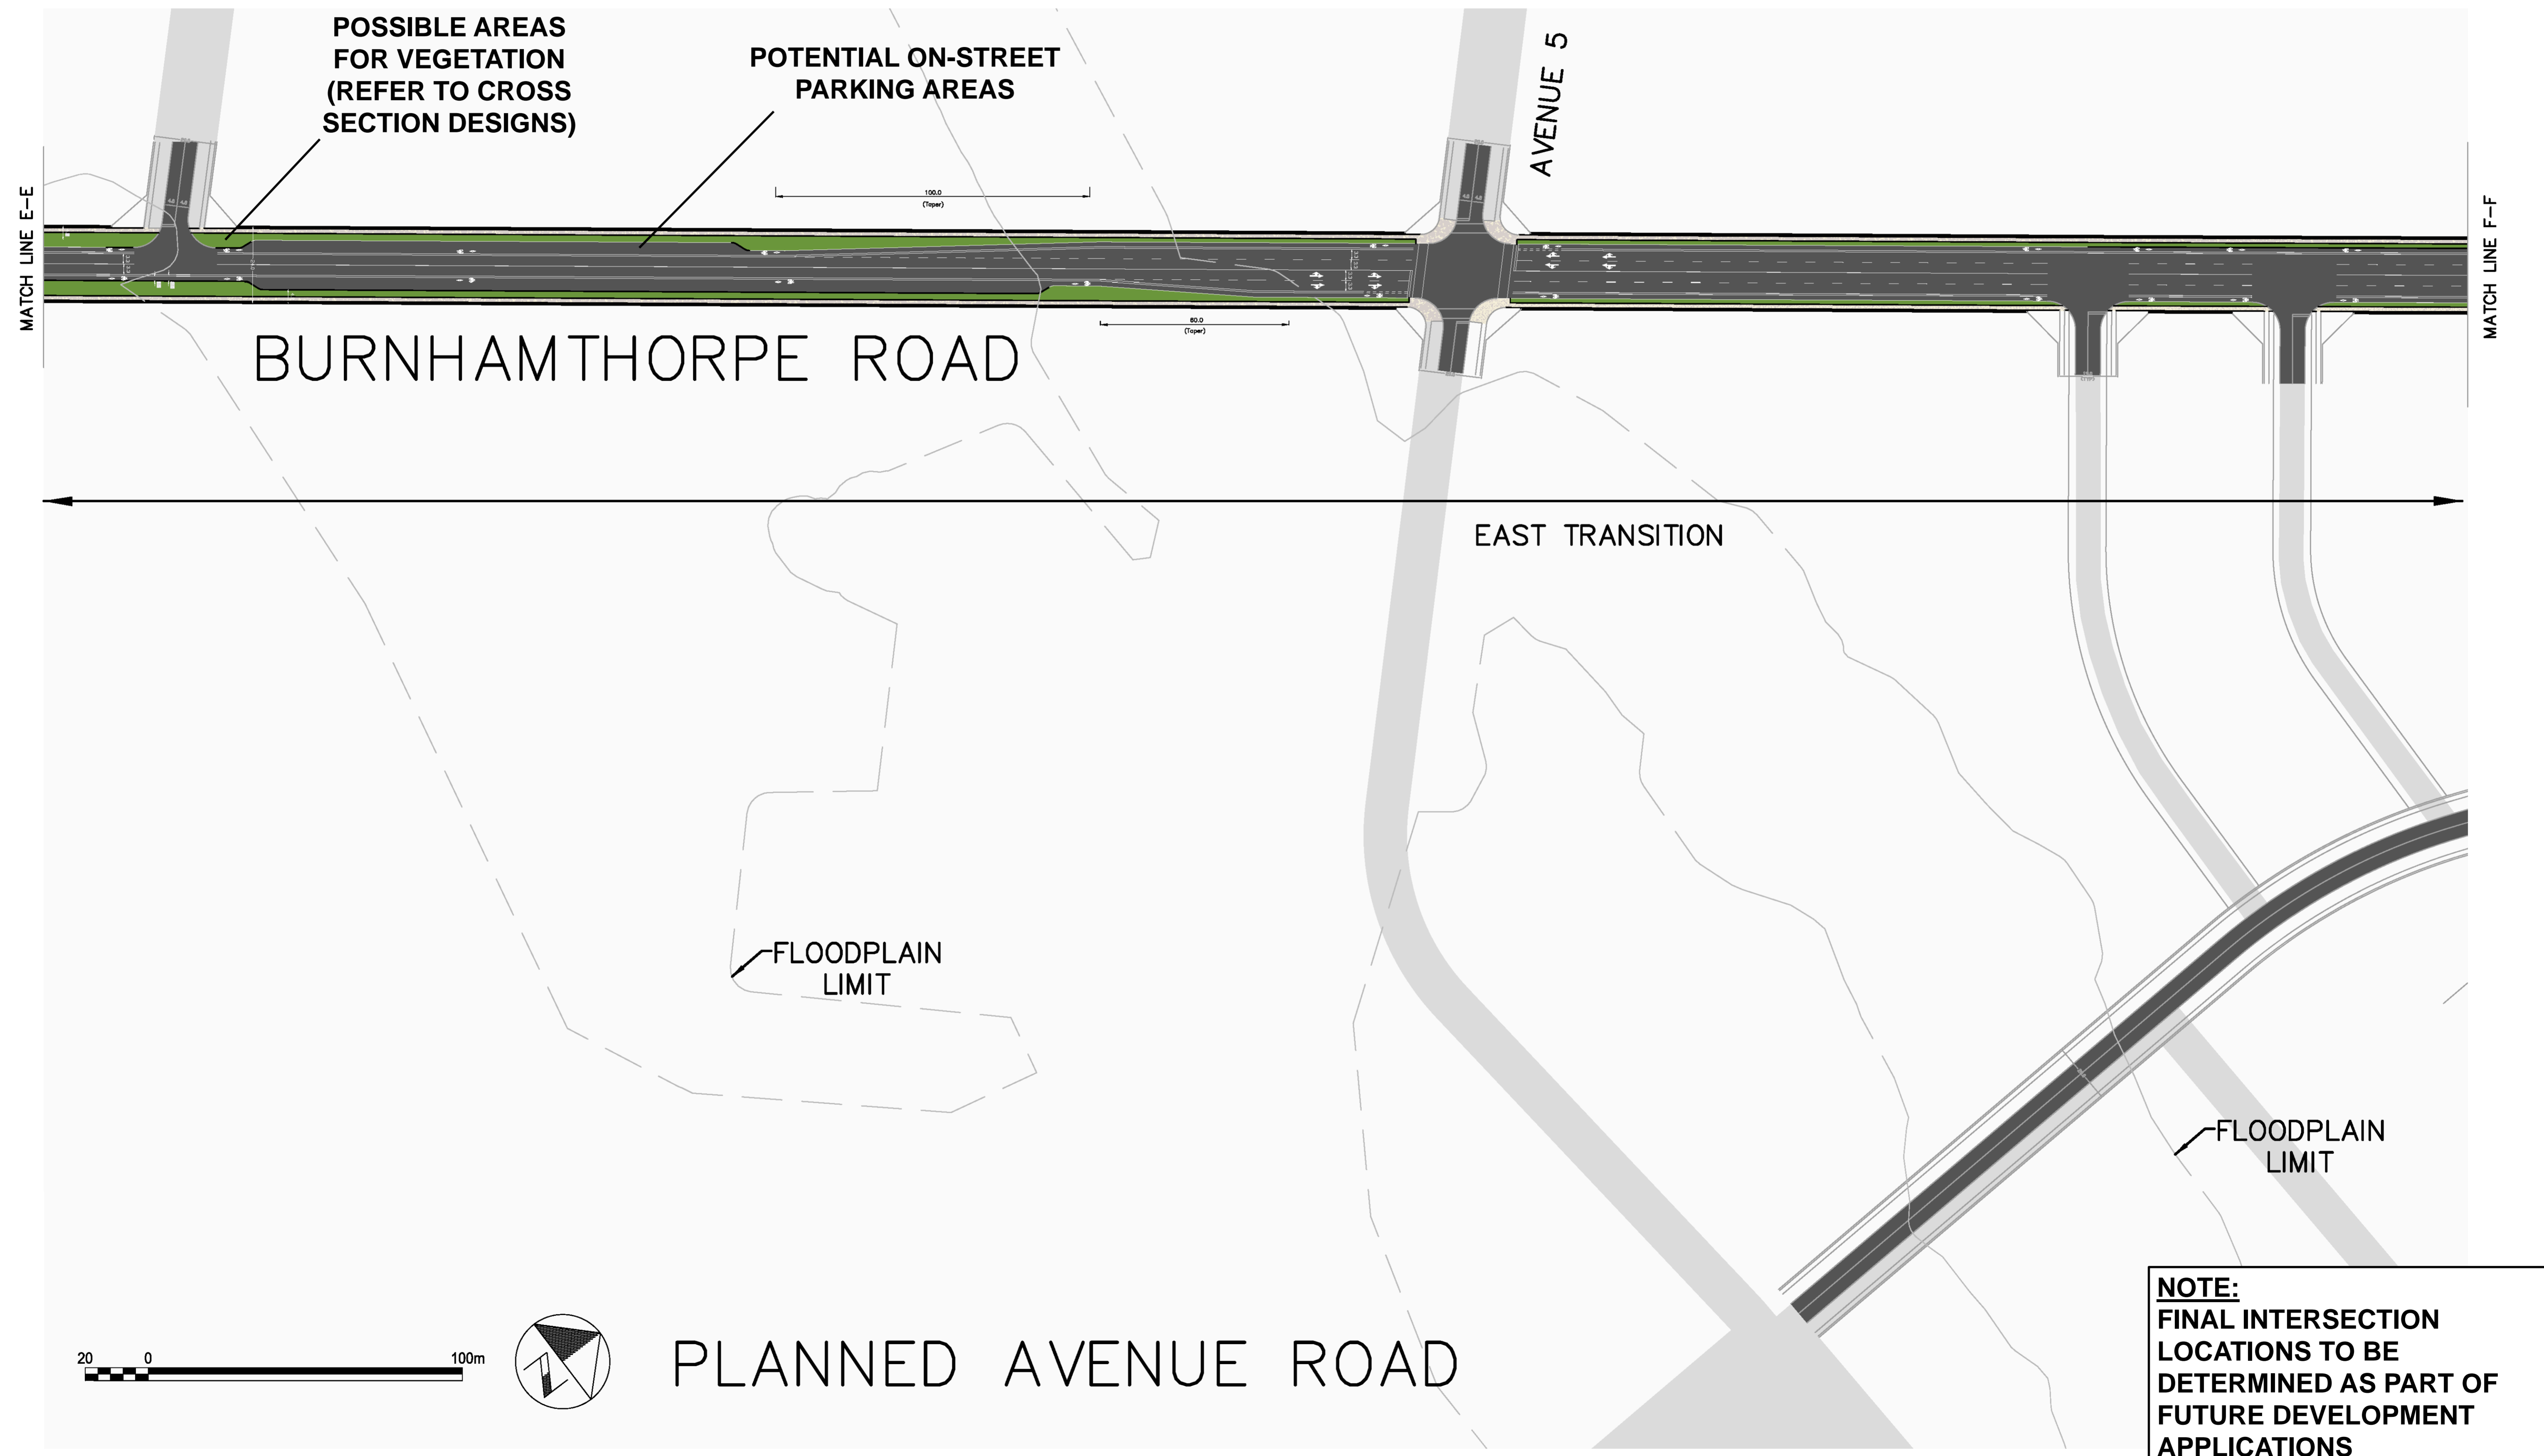 POSSIBLE AREAS
FOR VEGETATION
(REFER TO CROSS
SECTION DESIGNS)
POTENTIAL ON-STREET
PARKING AREAS
AVENUE 5
MATCH LINE E-E
MATCH LINE F-F
100.0
(Taper)
80.0
(Taper)
BURNHAMTHORPE ROAD
EAST TRANSITION
FLOODPLAIN
LIMIT
FLOODPLAIN
LIMIT
20 0 100m
PLANNED AVENUE ROAD
NOTE:
FINAL INTERSECTION
LOCATIONS TO BE
DETERMINED AS PART OF
FUTURE DEVELOPMENT
APPLICATIONS